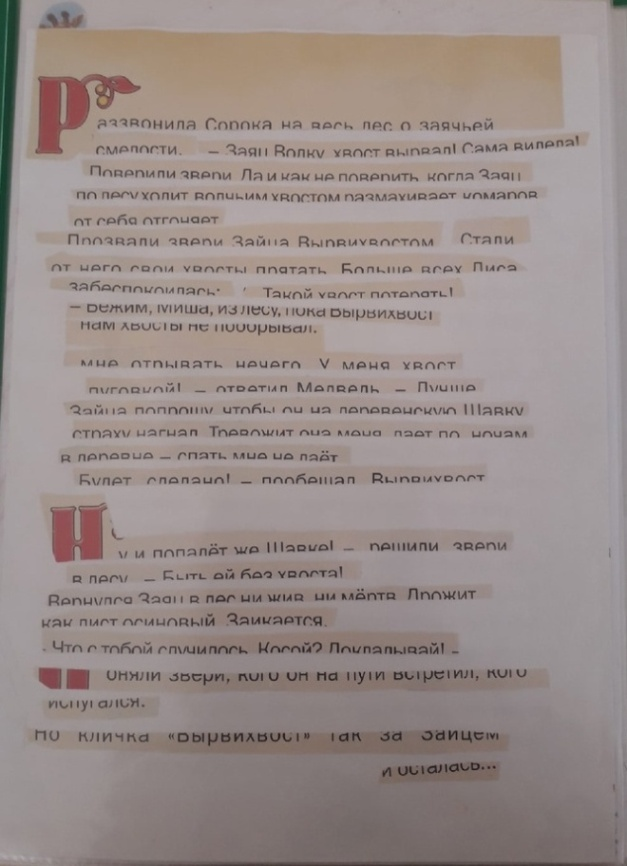 Раззвонила Сорока на весь лес о заячьей
смелости. – Заяц Волку хвост вырвал! Сама видела!
Поверили звери. Да и как не поверить, когда Заяц
по лесу ходит волчьим хвостом размахивает комаров
от себя отгоняет
Прозвали звери Зайца Вырвихвостом Стали
от него свои хвосты прятать. Больше всех Лиса
забеспокоилась: Такой хвост потерять!
– Бежим, Миша, из лесу, пока Вырвихвост
нам хвосты не пообрывал.
мне отрывать нечего. У меня хвост
пуговкой! – ответил Медведь. – Лучше
Зайца попрошу, чтобы он на деревенскую Шавку
страху нагнал. Тревожит она меня, лает по ночам
в деревне – спать мне не даёт
Будет сделано! – пообещал Вырвихвост
Ну и попадёт же Шавке! – решили звери
в лесу. – Быть ей без хвоста!
Вернулся Заяц в лес ни жив, ни мёртв. Дрожит
как лист осиновый. Заикается.
- Что с тобой случилось, Косой? Докладывай! –
Поняли звери, кого он на пути встретил, кого
испугался.
Но кличка «Вырвихвост» так за Зайцем
и осталась...